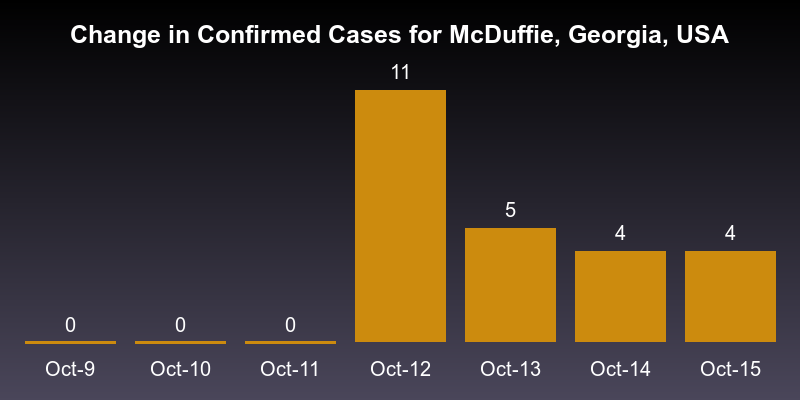 Change in Confirmed Cases for McDuffie, Georgia, USA
11
5
4
4
0
0
0
Oct-9
Oct-10
Oct-11
Oct-12
Oct-13
Oct-14
Oct-15